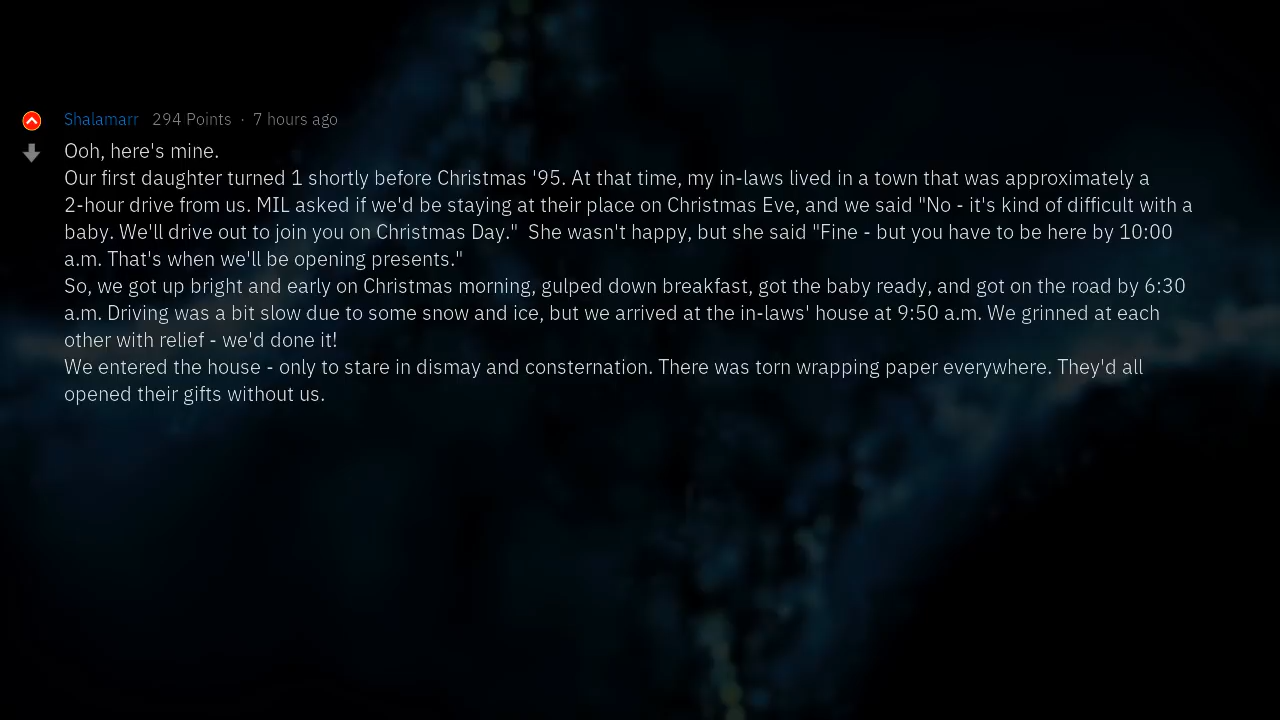 Shalamarr 294 Points · 7 hours ago
Ooh, here's mine.
Our first daughter turned 1 shortly before Christmas '95. At that time, my in-laws lived in a town that was approximately a
2-hour drive from us. MIL asked if we'd be staying at their place on Christmas Eve, and we said "No - it's kind of difficult with a
baby. We'll drive out to join you on Christmas Day."  She wasn't happy, but she said "Fine - but you have to be here by 10:00
a.m. That's when we'll be opening presents."
So, we got up bright and early on Christmas morning, gulped down breakfast, got the baby ready, and got on the road by 6:30
a.m. Driving was a bit slow due to some snow and ice, but we arrived at the in-laws' house at 9:50 a.m. We grinned at each
other with relief - we'd done it!
We entered the house - only to stare in dismay and consternation. There was torn wrapping paper everywhere. They'd all
opened their gifts without us.